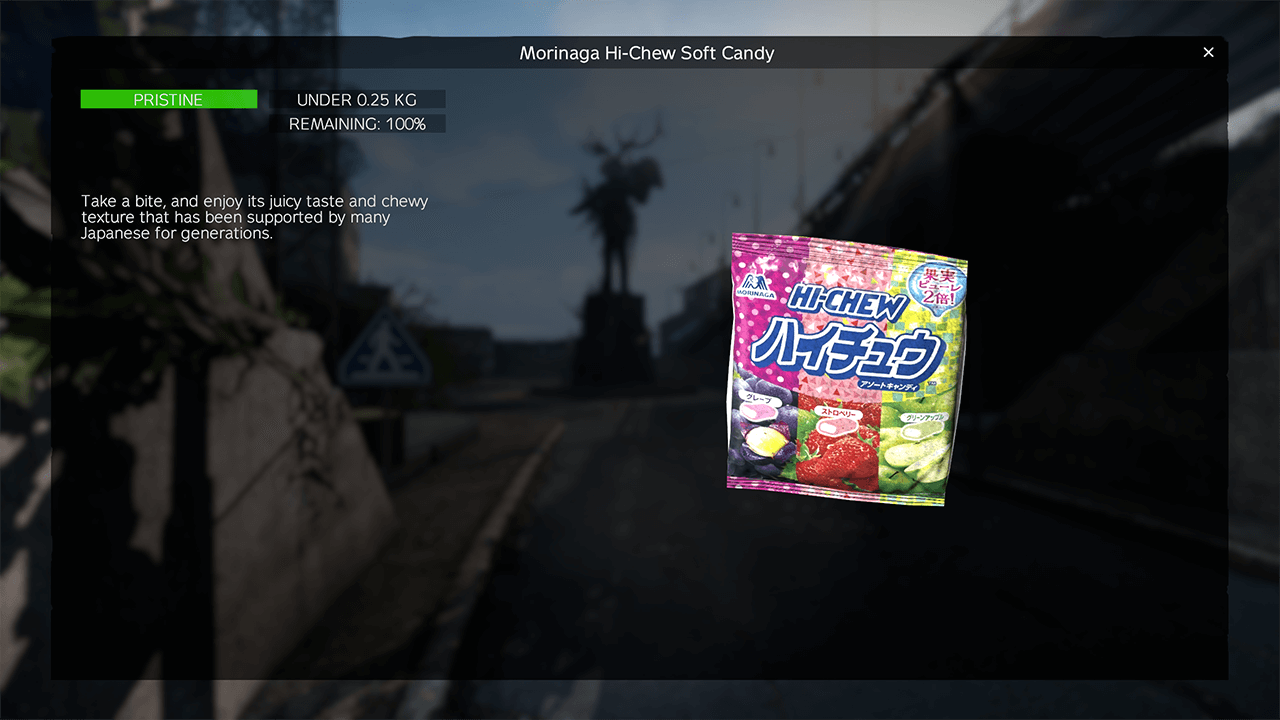 Morinaga Hi-Chew Soft Candy
PRISTINE
UNDER 0.25 KG
REMAINING: 100%
Take a bite, and enjoy its juicy taste and chewy
texture that has been supported by many
Japanese for generations.
MORINAGA
果実
ピューレ
2倍!
HI-CHEW
ハイチュウ
アソートキャンディ
グレープ
ストロベリー
グリーンアップル